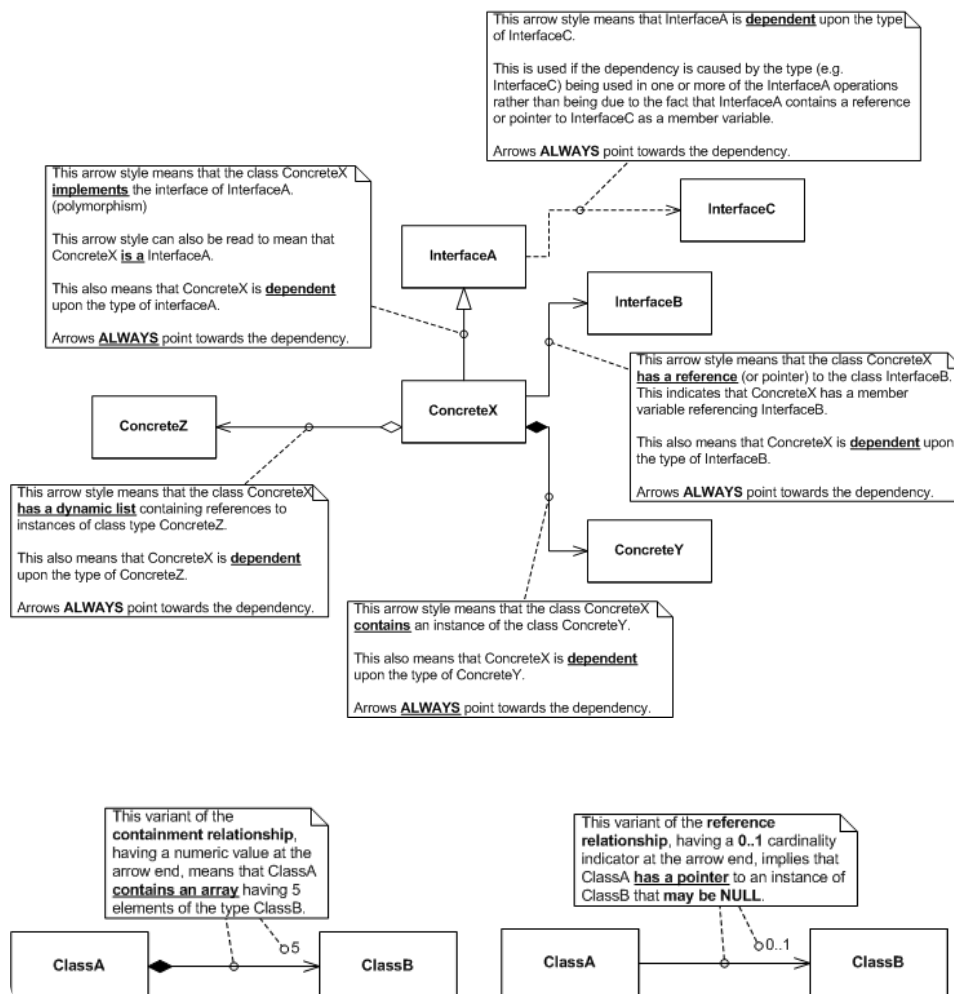 This arrow style means that InterfaceA is dependent upon the type
of InterfaceC.
This is used if the dependency is caused by the type (e.g.
InterfaceC) being used in one or more of the InterfaceA operations
rather than being due to the fact that InterfaceA contains a reference
or pointer to InterfaceC as a member variable.
Arrows ALWAYS point towards the dependency.
This arrow style means that the class ConcreteX
implements the interface of InterfaceA.
(polymorphism)
This arrow style can also be read to mean that
ConcreteX is a InterfaceA.
This also means that ConcreteX is dependent
upon the type of interfaceA.
Arrows ALWAYS point towards the dependency.
InterfaceC
InterfaceA
InterfaceB
This arrow style means that the class ConcreteX
has a reference (or pointer) to the class InterfaceB.
This indicates that ConcreteX has a member
variable referencing InterfaceB.
This also means that ConcreteX is dependent upon
the type of InterfaceB.
Arrows ALWAYS point towards the dependency.
ConcreteX
ConcreteZ
This arrow style means that the class ConcreteX
has a dynamic list containing references to
instances of class type ConcreteZ.
This also means that ConcreteX is dependent
upon the type of ConcreteZ.
Arrows ALWAYS point towards the dependency.
ConcreteY
This arrow style means that the class ConcreteX
contains an instance of the class ConcreteY.
This also means that ConcreteX is dependent
upon the type of ConcreteY.
Arrows ALWAYS point towards the dependency.
This variant of the
containment relationship,
having a numeric value at the
arrow end, means that ClassA
contains an array having 5
elements of the type ClassB.
ClassA
5
ClassB
This variant of the reference
relationship, having a 0..1 cardinality
indicator at the arrow end, implies that
ClassA has a pointer to an instance of
ClassB that may be NULL.
ClassA
0..1
ClassB